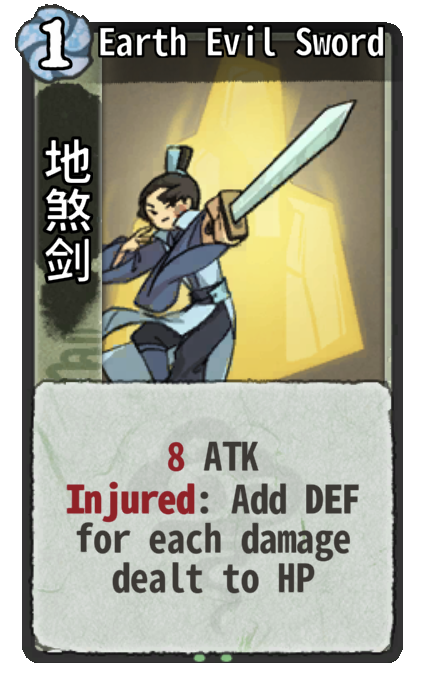 1 Earth Evil Sword
地煞剑
8 ATK
Injured: Add DEF
for each damage
dealt to HP